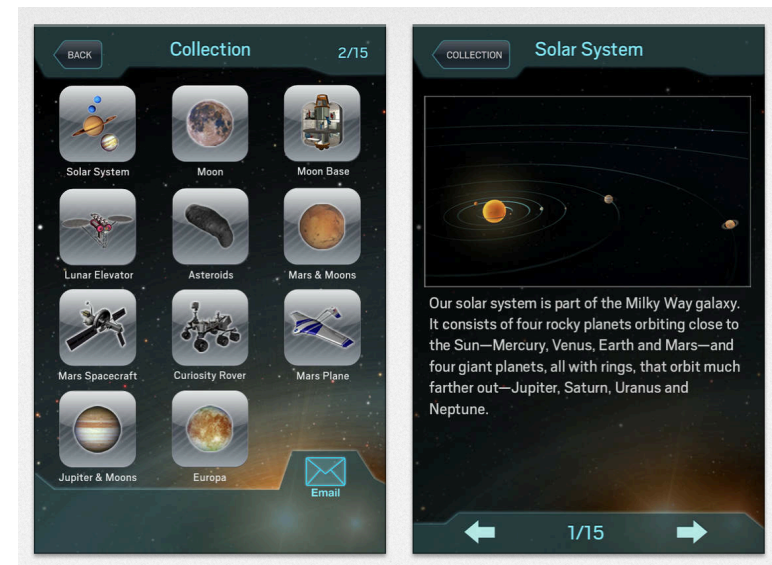 BACK
Collection
2/15
Solar System
Moon
Moon Base
Lunar Elevator
Asteroids
Mars & Moons
Mars Spacecraft
Curiosity Rover
Mars Plane
Jupiter & Moons
Europa
Email
COLLECTION
Solar System
Our solar system is part of the Milky Way galaxy.
It consists of four rocky planets orbiting close to
the Sun—Mercury, Venus, Earth and Mars—and
four giant planets, all with rings, that orbit much
farther out—Jupiter, Saturn, Uranus and
Neptune.
1/15